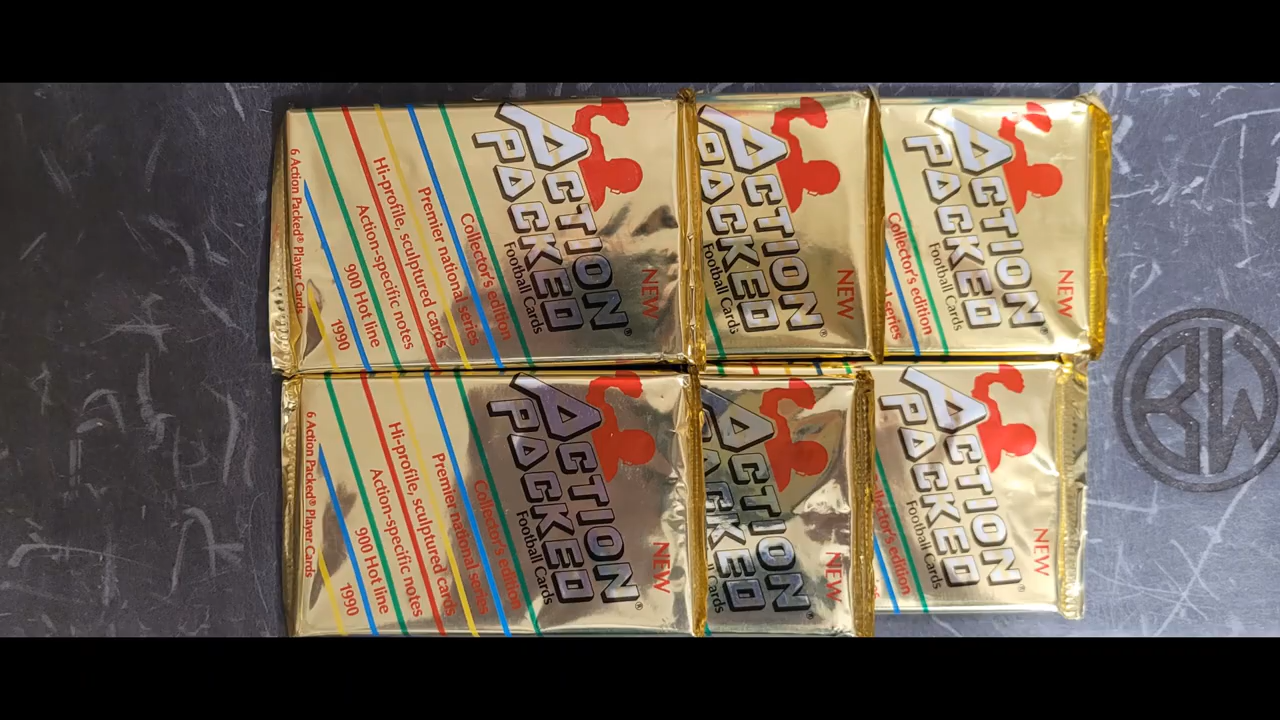 NEW
ACTION
PACKED®
Football Cards
Collector's edition
series
NEW
ACTION
PACKED®
Football Cards
NEW
ACTION
PACKED®
Football Cards
Collector's edition
Premier national series
Hi-profile, sculptured cards
Action-specific notes
900 Hot line
1990
6 Action Packed® Player Cards
NEW
ACTION
PACKED®
Football Cards
edition
NEW
ACTION
PACKED®
Football Cards
NEW
ACTION
PACKED®
Football Cards
Collector's edition
Premier national series
Hi-profile, sculptured cards
Action-specific notes
900 Hot line
1990
6 Action Packed® Player Cards